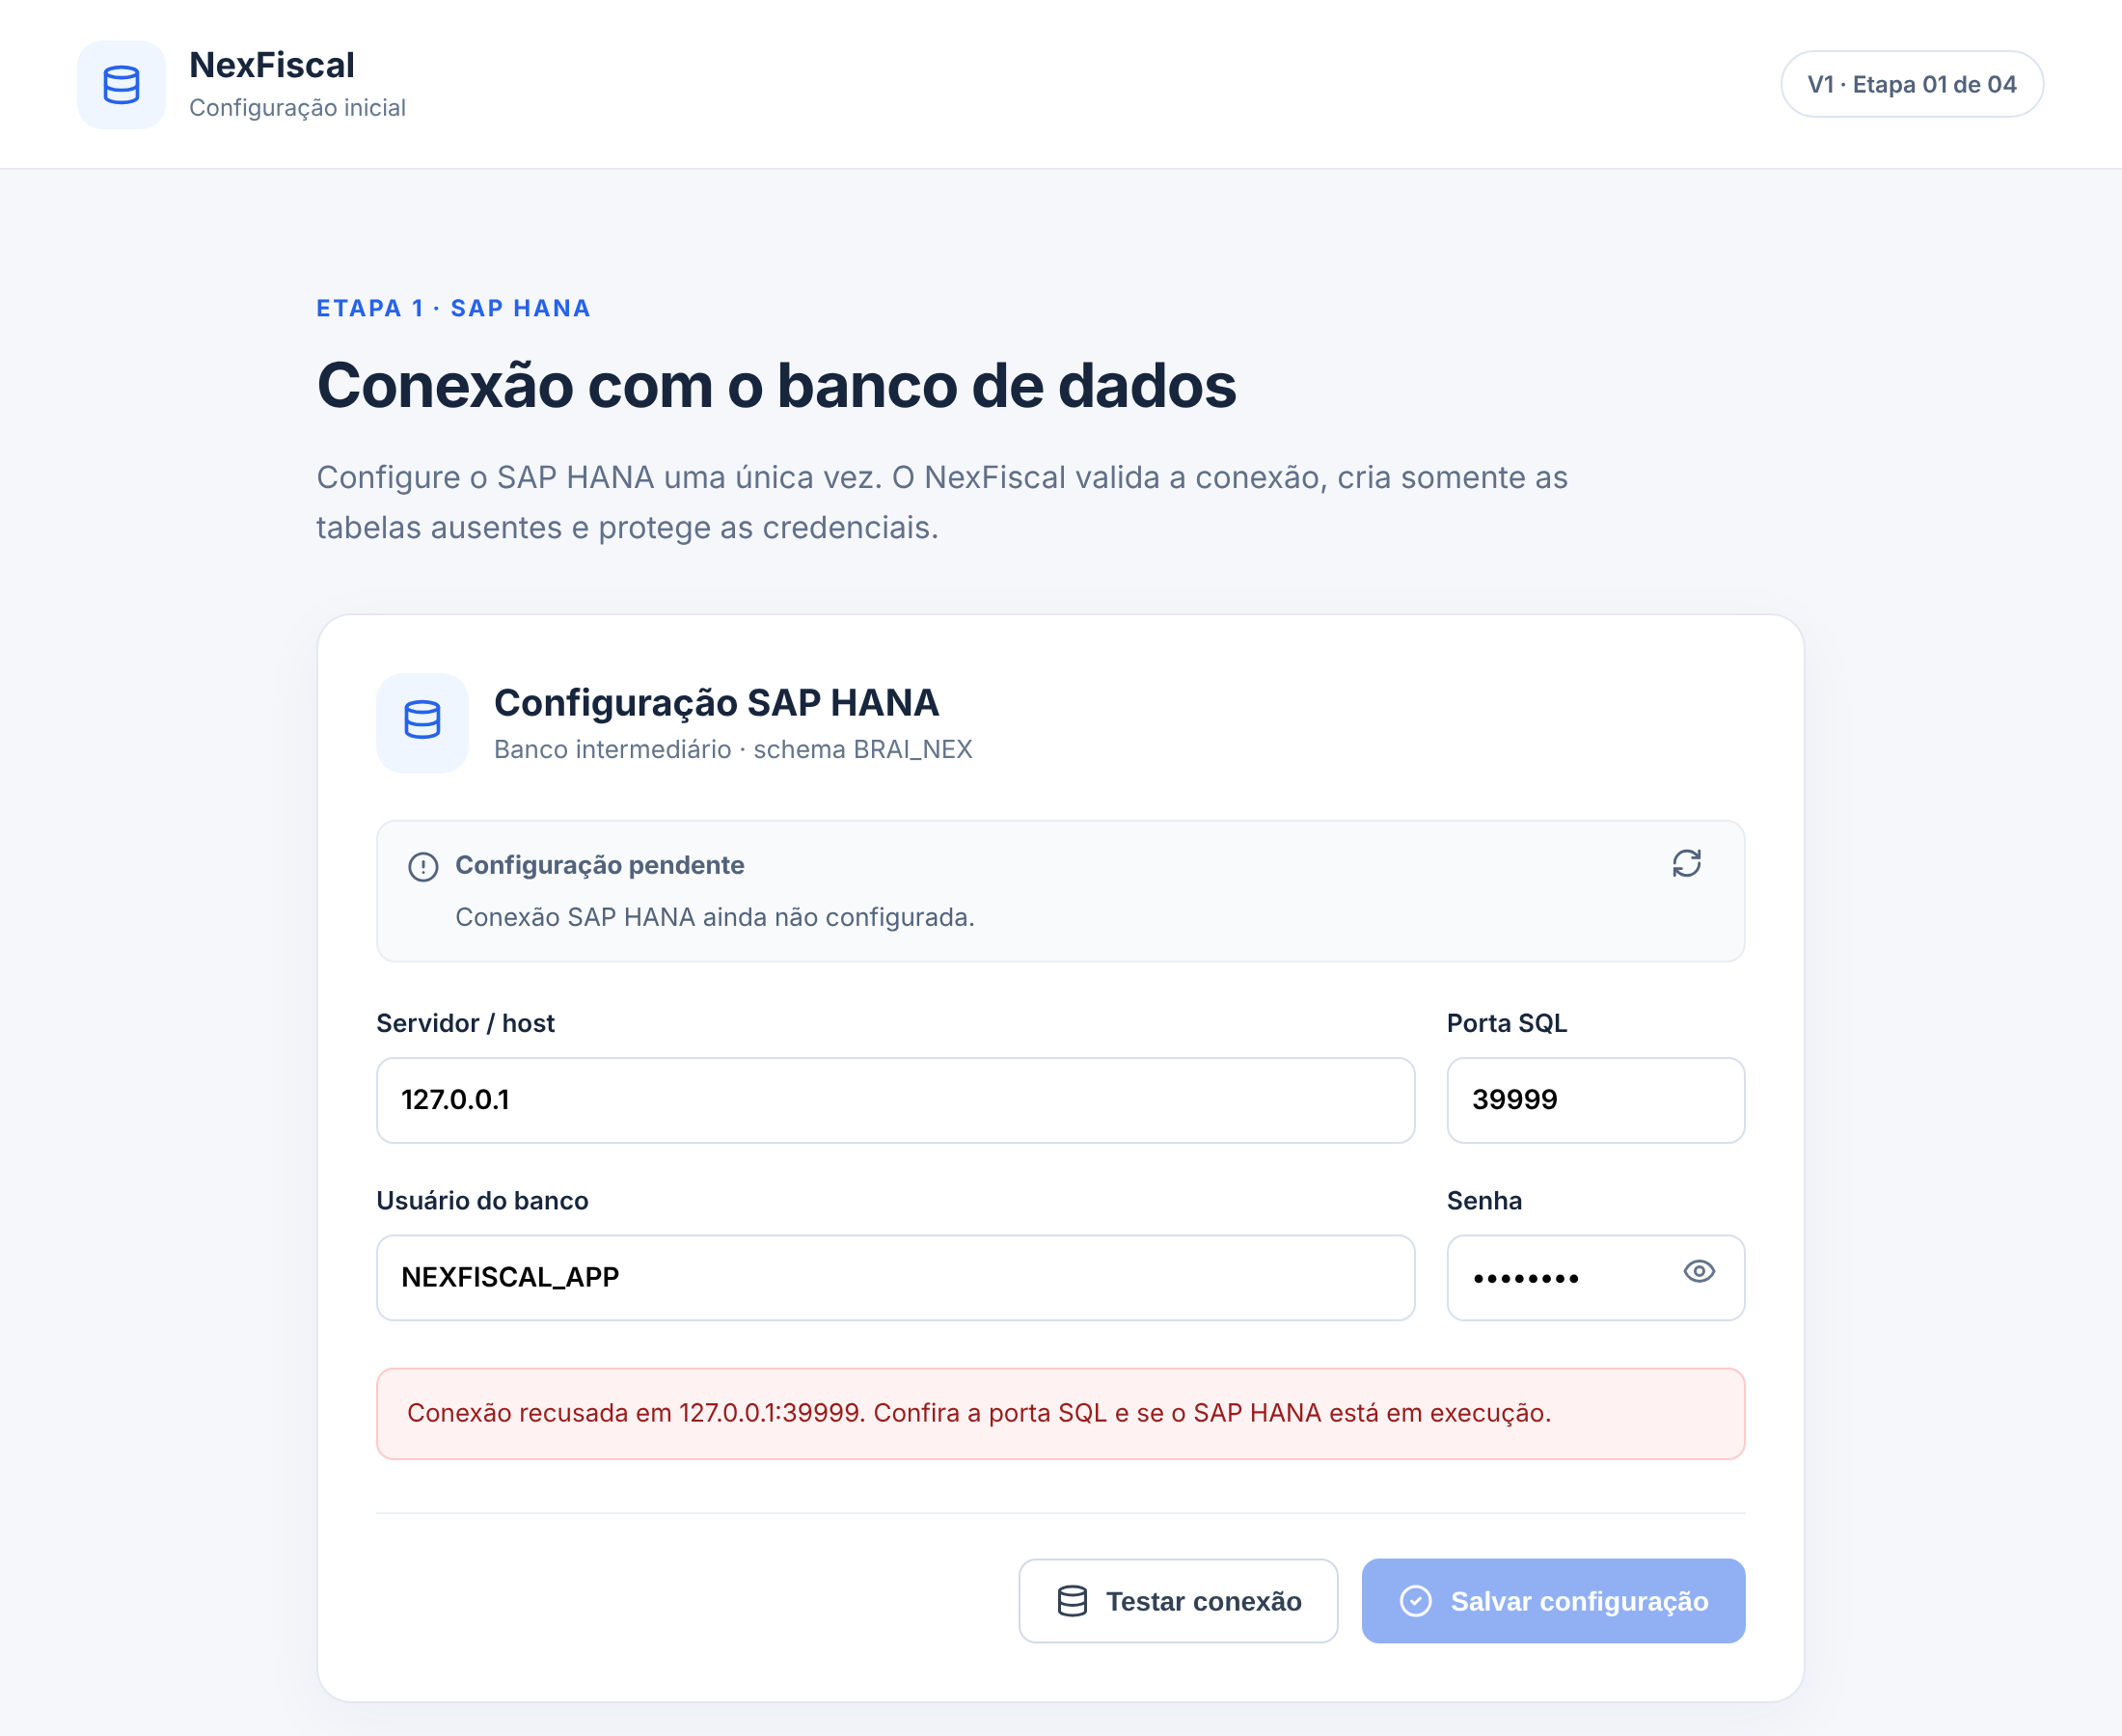 NexFiscal
Configuração inicial
V1 · Etapa 01 de 04
ETAPA 1 · SAP HANA
Conexão com o banco de dados
Configure o SAP HANA uma única vez. O NexFiscal valida a conexão, cria somente as
tabelas ausentes e protege as credenciais.
Configuração SAP HANA
Banco intermediário · schema BRAI_NEX
Configuração pendente
Conexão SAP HANA ainda não configurada.
Servidor / host
Porta SQL
127.0.0.1
39999
Usuário do banco
Senha
NEXFISCAL_APP
••••••••
Conexão recusada em 127.0.0.1:39999. Confira a porta SQL e se o SAP HANA está em execução.
Testar conexão
Salvar configuração